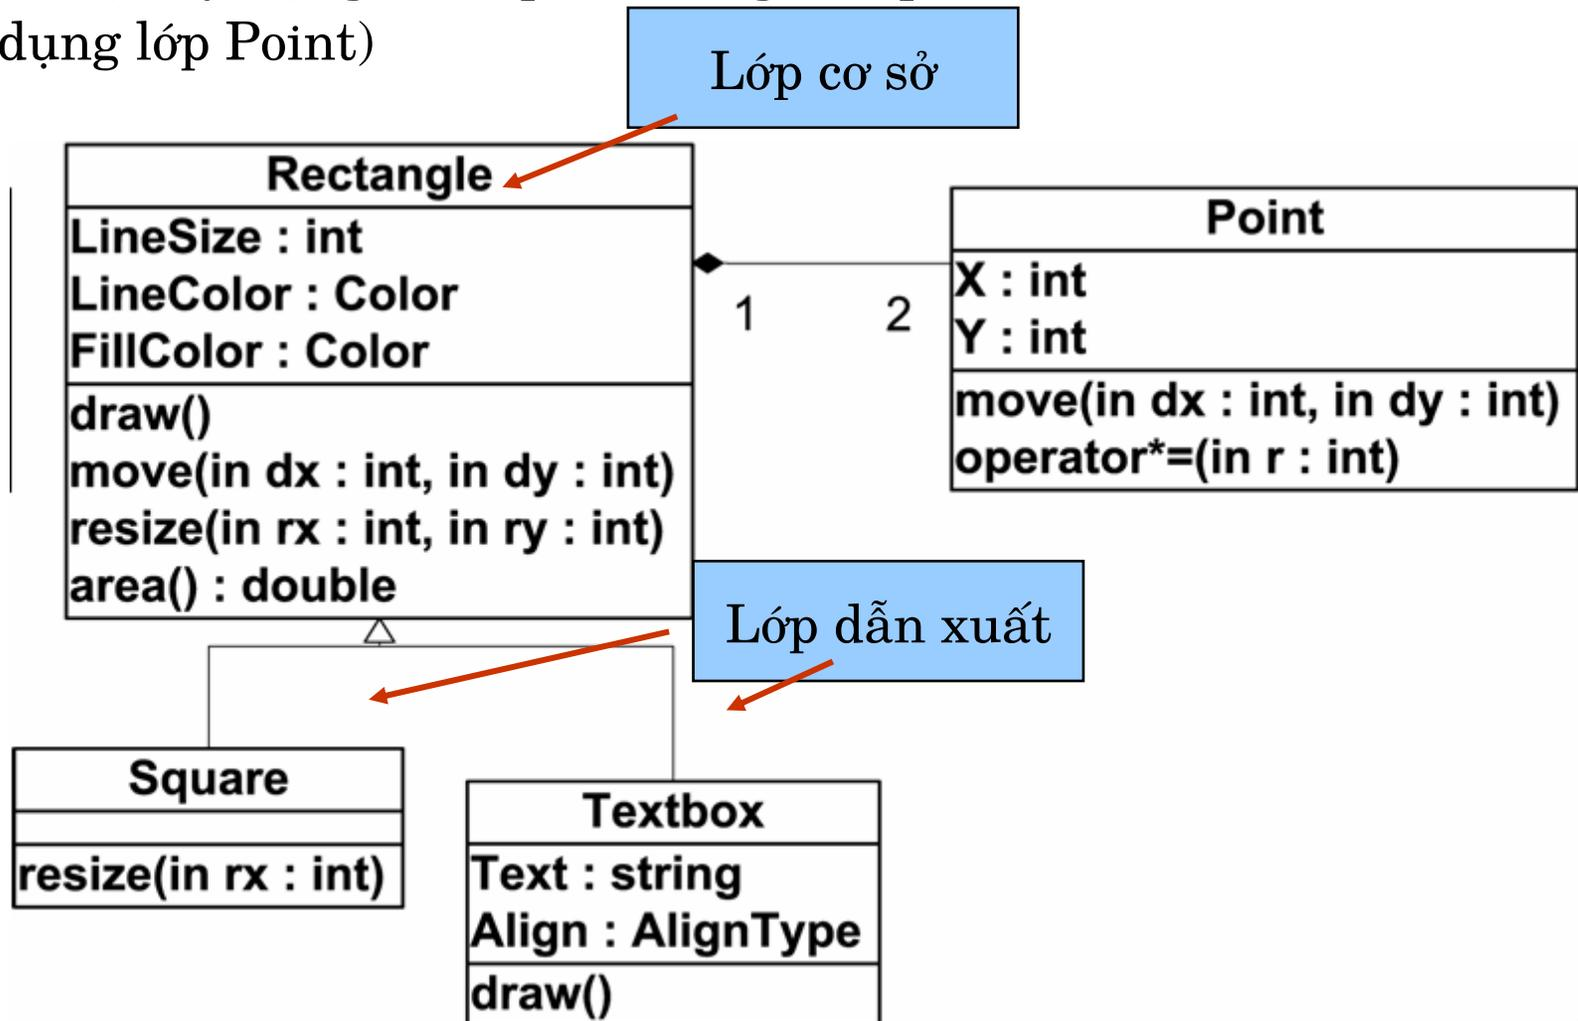 dụng lớp Point)
Lớp cơ sở
Rectangle
LineSize : int
LineColor : Color
FillColor : Color
draw()
move(in dx : int, in dy : int)
resize(in rx : int, in ry : int)
area() : double
1
2
Point
X : int
Y : int
move(in dx : int, in dy : int)
operator*=(in r : int)
Lớp dẫn xuất
Square
resize(in rx : int)
Textbox
Text : string
Align : AlignType
draw()